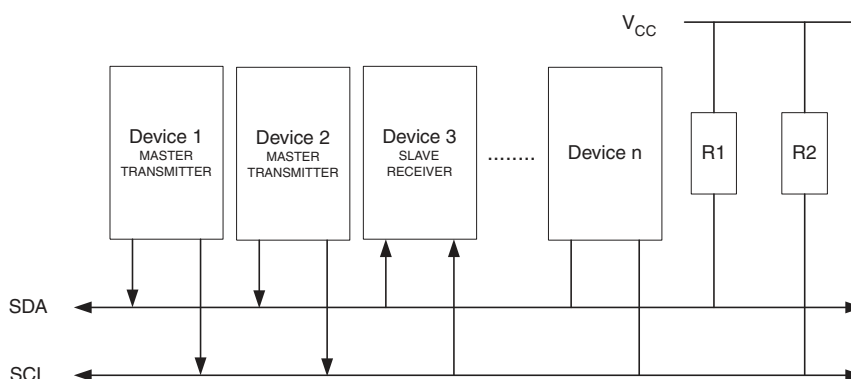 V_CC
Device 1
MASTER
TRANSMITTER
Device 2
MASTER
TRANSMITTER
Device 3
SLAVE
RECEIVER
........
Device n
R1
R2
SDA
SCL